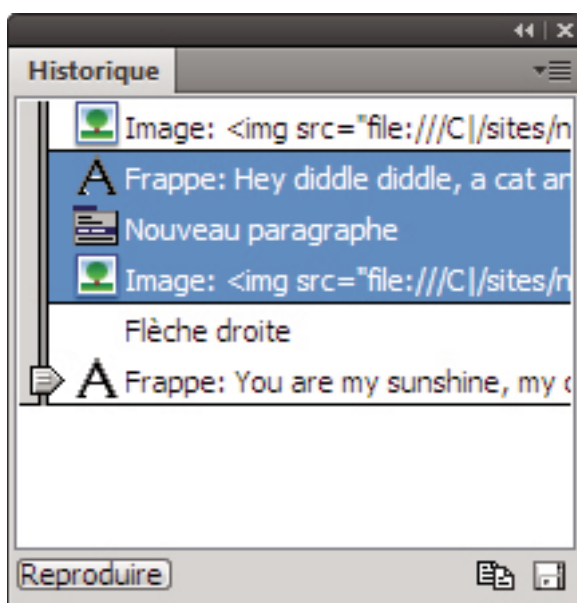 Historique
Image: <img src="file:///C|/sites/n
Frappe: Hey diddle diddle, a cat an
Nouveau paragraphe
Image: <img src="file:///C|/sites/n
Flèche droite
Frappe: You are my sunshine, my
Reproduire